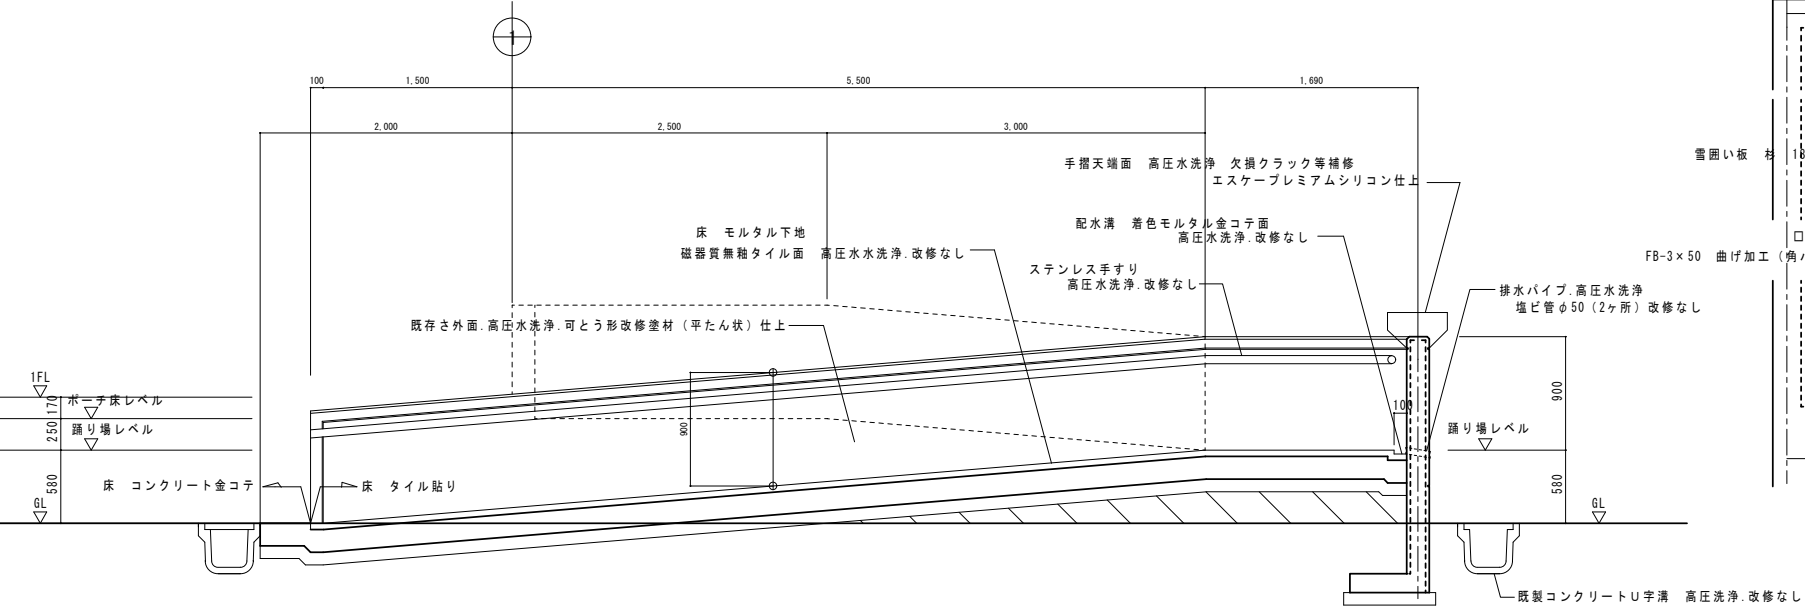 1
100
1,500
5,500
1,690
2,000
2,500
3,000
手摺天端面 高圧水洗浄 欠損クラック等補修
エスケープレミアムシリコン仕上
雪囲い板 杉 18
配水溝 着色モルタル金コテ面
高圧水洗浄.改修なし
床 モルタル下地
磁器質無釉タイル面 高圧水水洗浄.改修なし
FB-3×50 曲げ加工（角
ステンレス手すり
高圧水洗浄.改修なし
排水パイプ.高圧水洗浄
塩ビ管φ50（2ヶ所）改修なし
既存さ外面.高圧水洗浄.可とう形改修塗材（平たん状）仕上
1FL
170
ポーチ床レベル
250
踊り場レベル
580
GL
900
900
100
踊り場レベル
580
GL
床 コンクリート金コテ
床 タイル貼り
既製コンクリートU字溝 高圧洗浄.改修なし